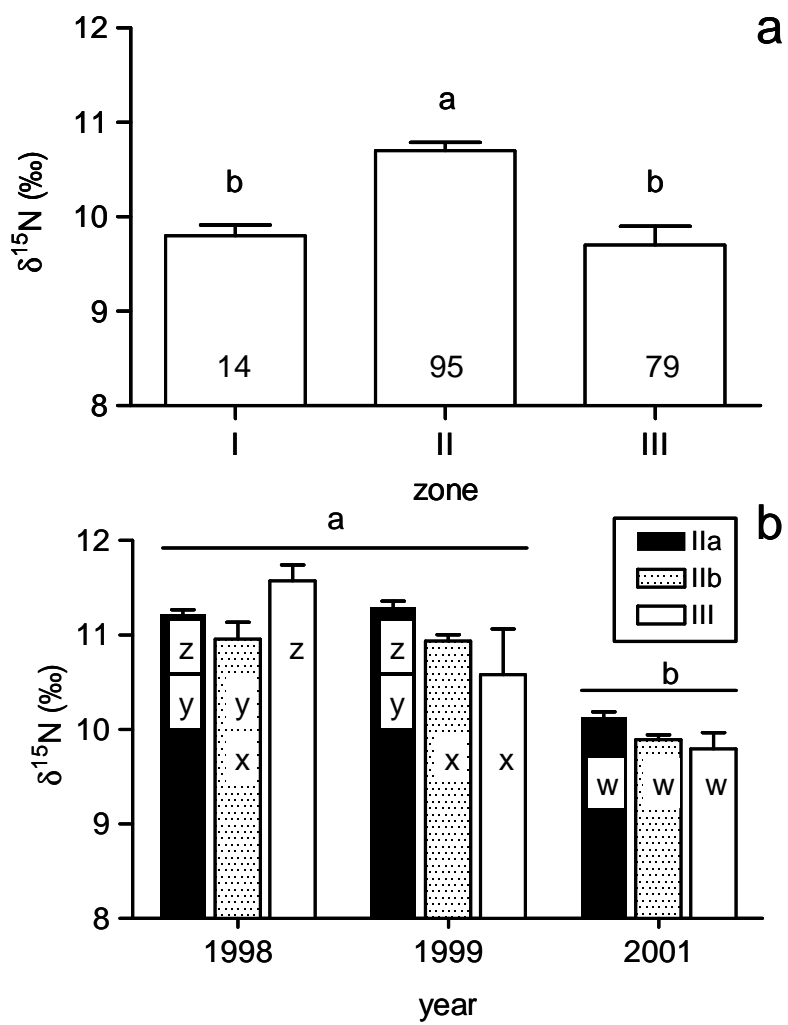 a
12
11
10
9
8
δ15N (‰)
b
a
b
14
95
79
I
II
III
zone
b
a
IIa
IIb
III
b
12
11
10
9
8
δ15N (‰)
z
y
y
x
z
z
y
x
x
w
w
w
1998
1999
2001
year